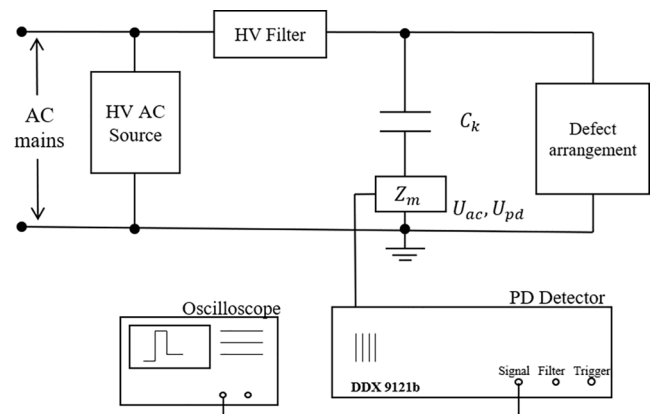 HV Filter
AC
mains
HV AC
Source
C_k
Defect
arrangement
Z_m
U_ac, U_pd
Oscilloscope
PD Detector
Signal Filter Trigger
DDX 9121b